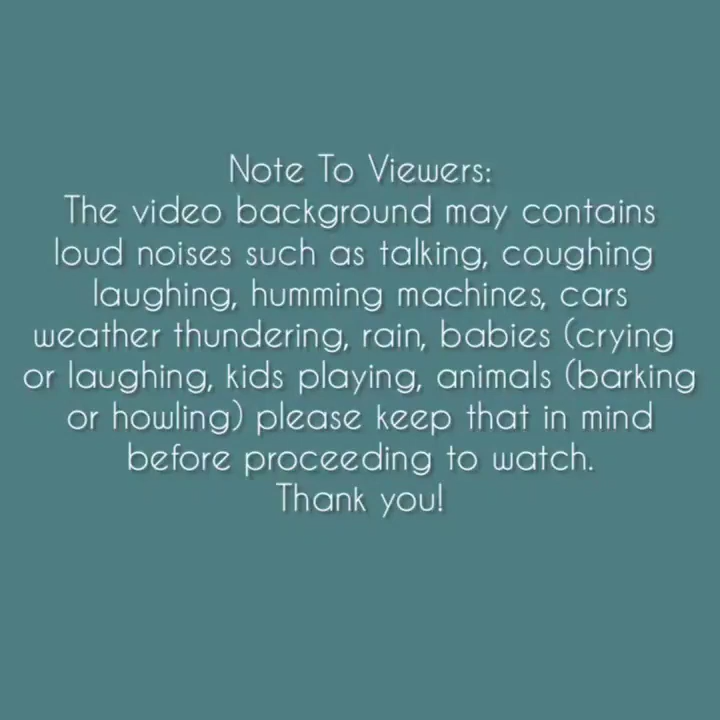 Note To Viewers:
The video background may contains
loud noises such as talking, coughing
laughing, humming machines, cars
weather thundering, rain, babies (crying
or laughing, kids playing, animals (barking
or howling) please keep that in mind
before proceeding to watch.
Thank you!